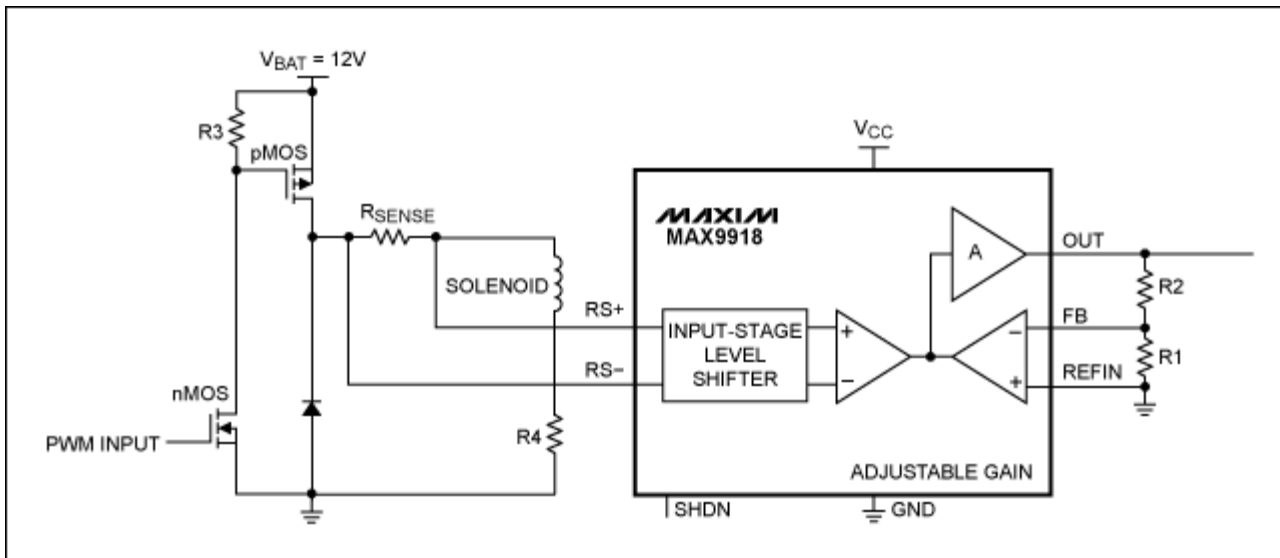 VBAT = 12V
R3
pMOS
RSENSE
SOLENOID
nMOS
PWM INPUT
R4
VCC
MAXIM
MAX9918
RS+
RS−
INPUT-STAGE
LEVEL
SHIFTER
+
−
A
−
+
OUT
FB
REFIN
R2
R1
ADJUSTABLE GAIN
SHDN
GND